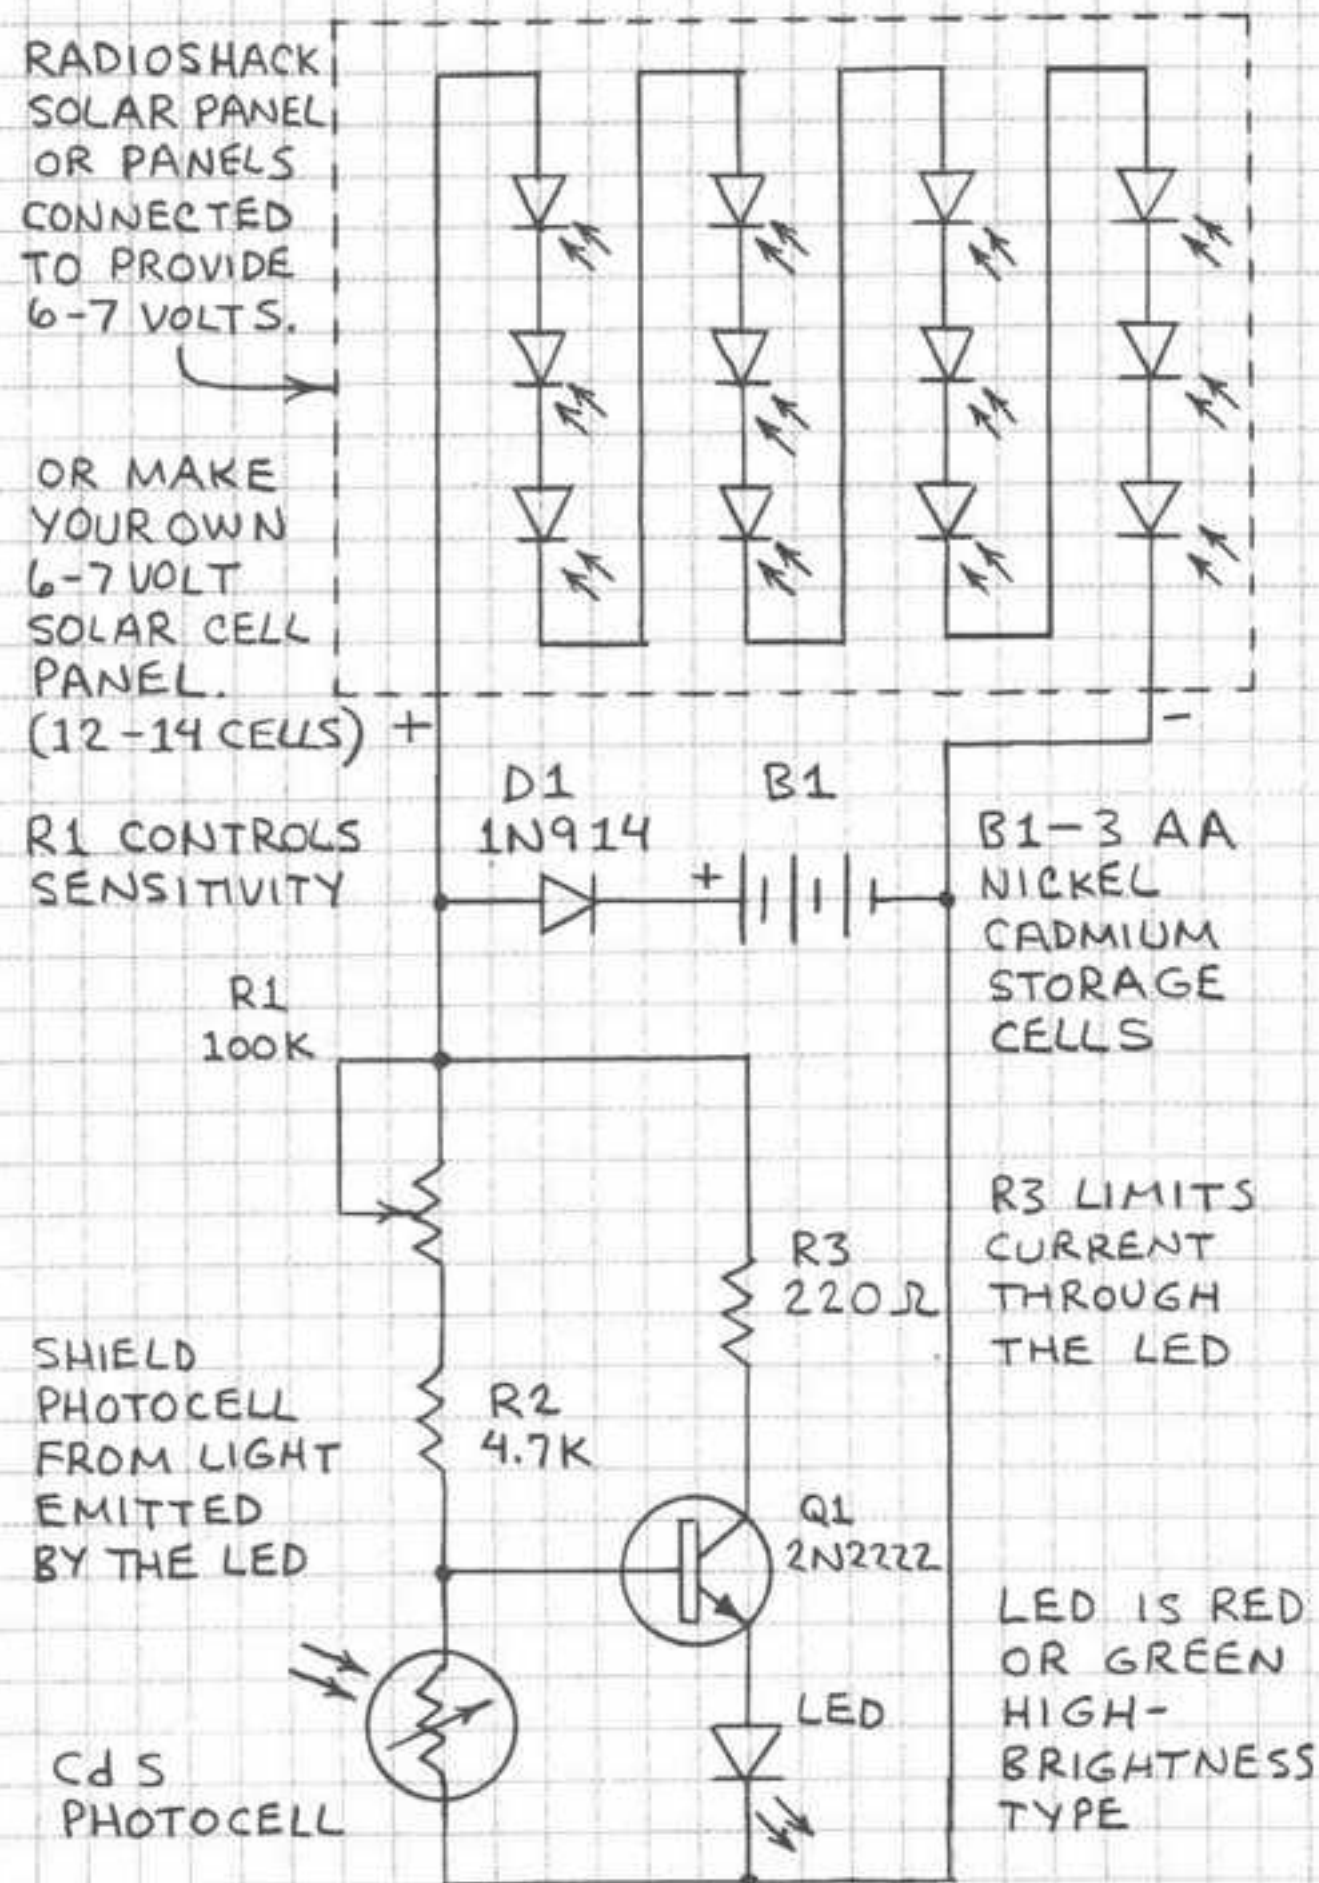 RADIOSHACK
SOLAR PANEL
OR PANELS
CONNECTED
TO PROVIDE
6-7 VOLTS.
OR MAKE
YOUR OWN
6-7 VOLT
SOLAR CELL
PANEL.
(12-14 CELLS) +
-
D1
1N914
B1
+
B1-3 AA
NICKEL
CADMIUM
STORAGE
CELLS
R1 CONTROLS
SENSITIVITY
R1
100K
R3
220Ω
R3 LIMITS
CURRENT
THROUGH
THE LED
SHIELD
PHOTOCELL
FROM LIGHT
EMITTED
BY THE LED
R2
4.7K
Q1
2N2222
LED
LED IS RED
OR GREEN
HIGH-
BRIGHTNESS
TYPE
CdS
PHOTOCELL